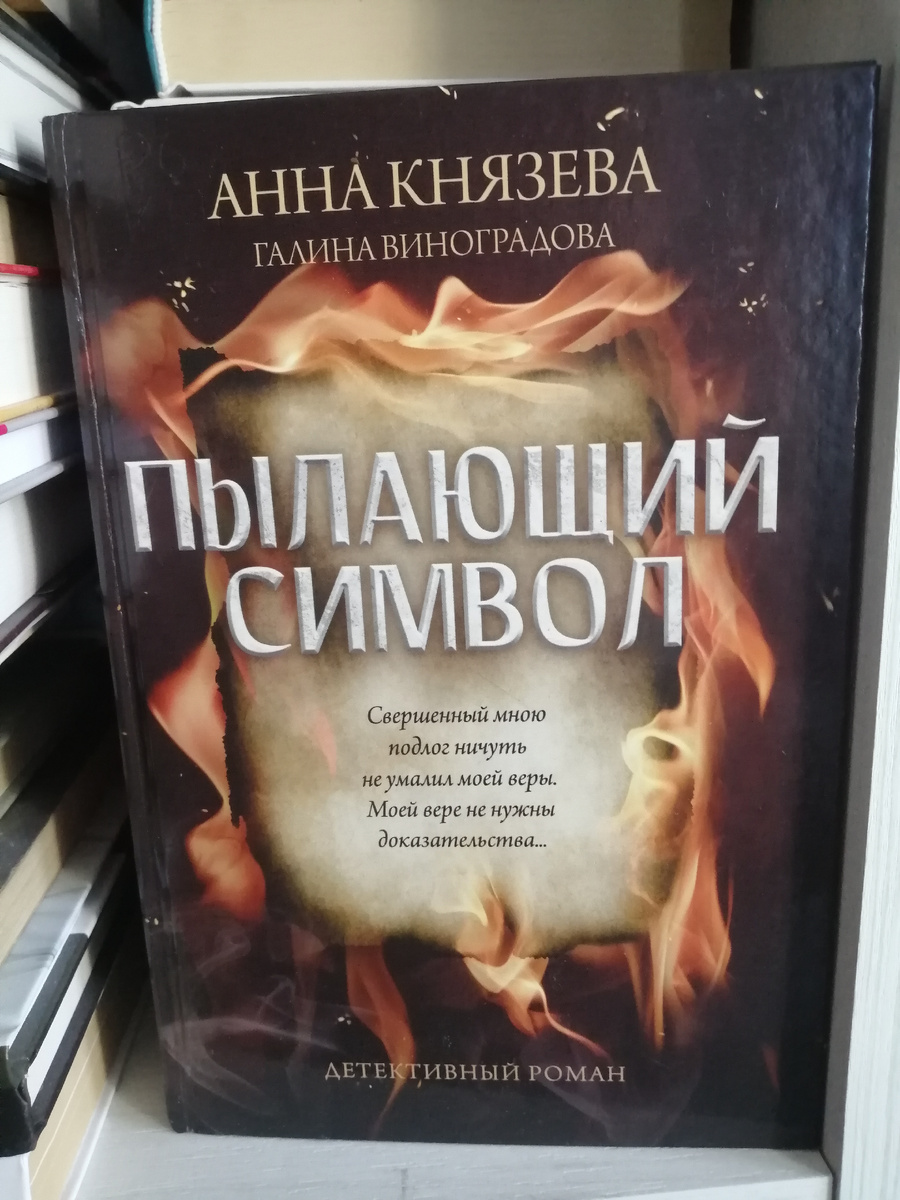 АННА КНЯЗЕВА
ГАЛИНА ВИНОГРАДОВА
ПЫЛАЮЩИЙ
СИМВОЛ
Свершенный мною
подлог ничуть
не умалил моей веры.
Моей вере не нужны
доказательства...
ДЕТЕКТИВНЫЙ РОМАН